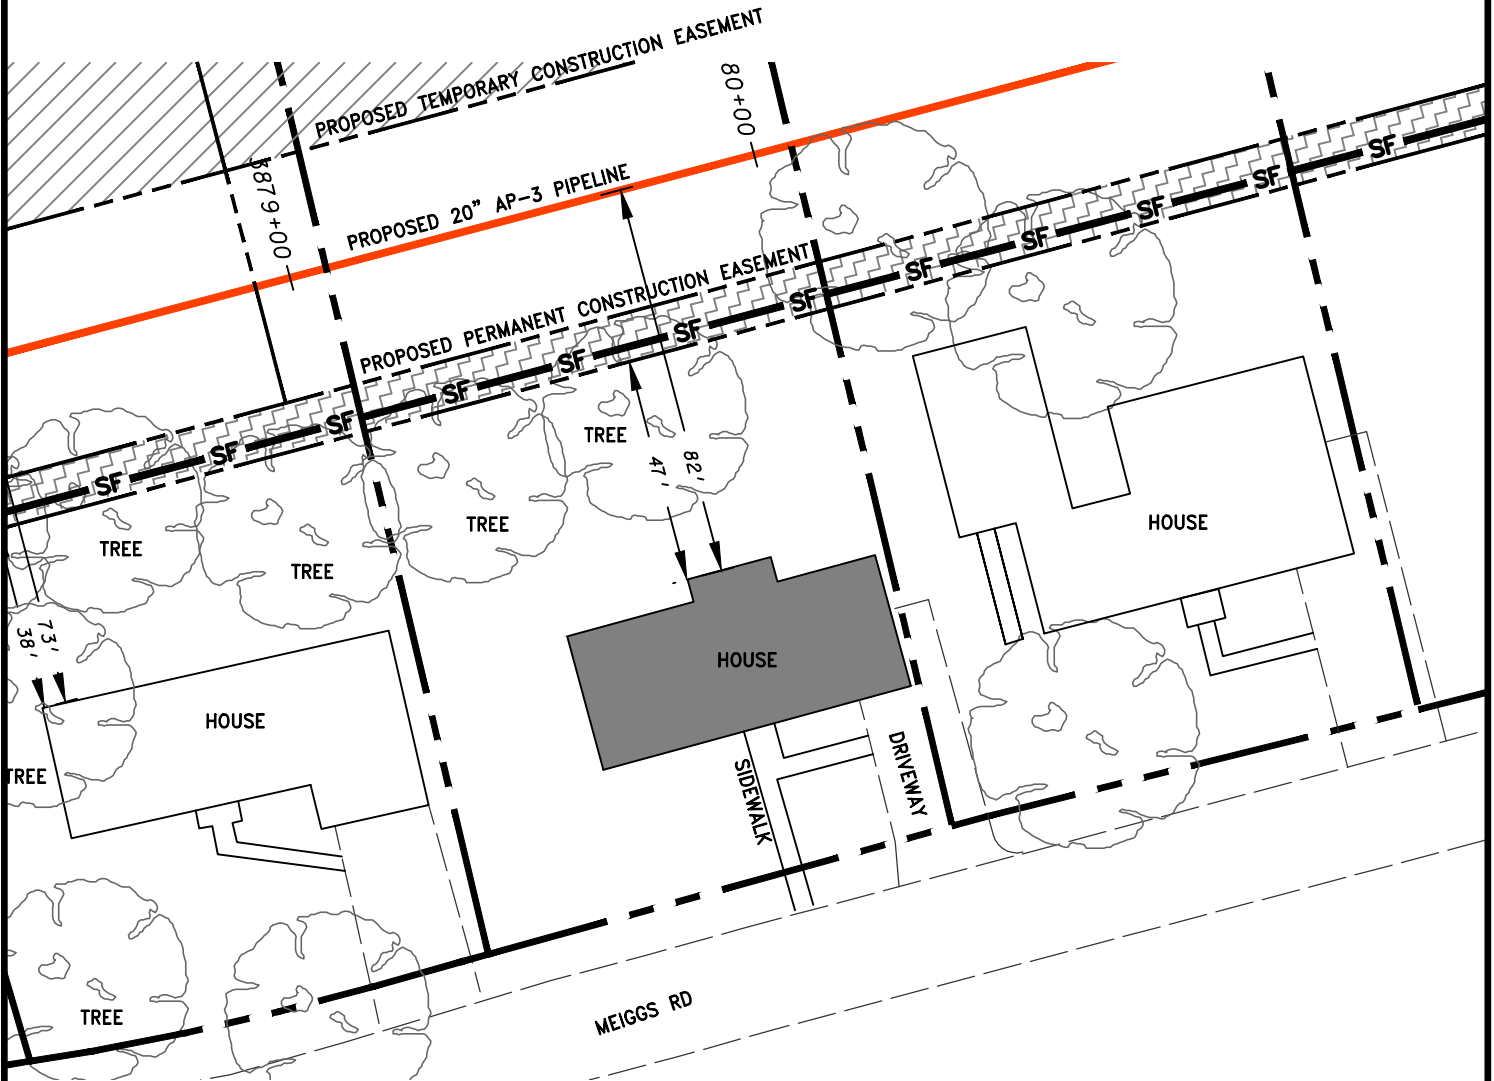 PROPOSED TEMPORARY CONSTRUCTION EASEMENT
80+00
3879+00
PROPOSED 20" AP-3 PIPELINE
PROPOSED PERMANENT CONSTRUCTION EASEMENT
SF
SF
SF
SF
SF
SF
SF
SF
SF
SF
SF
SF
TREE
82'
47'
TREE
HOUSE
TREE
TREE
73'
38'
HOUSE
HOUSE
TREE
SIDEWALK
DRIVEWAY
TREE
MEIGGS RD